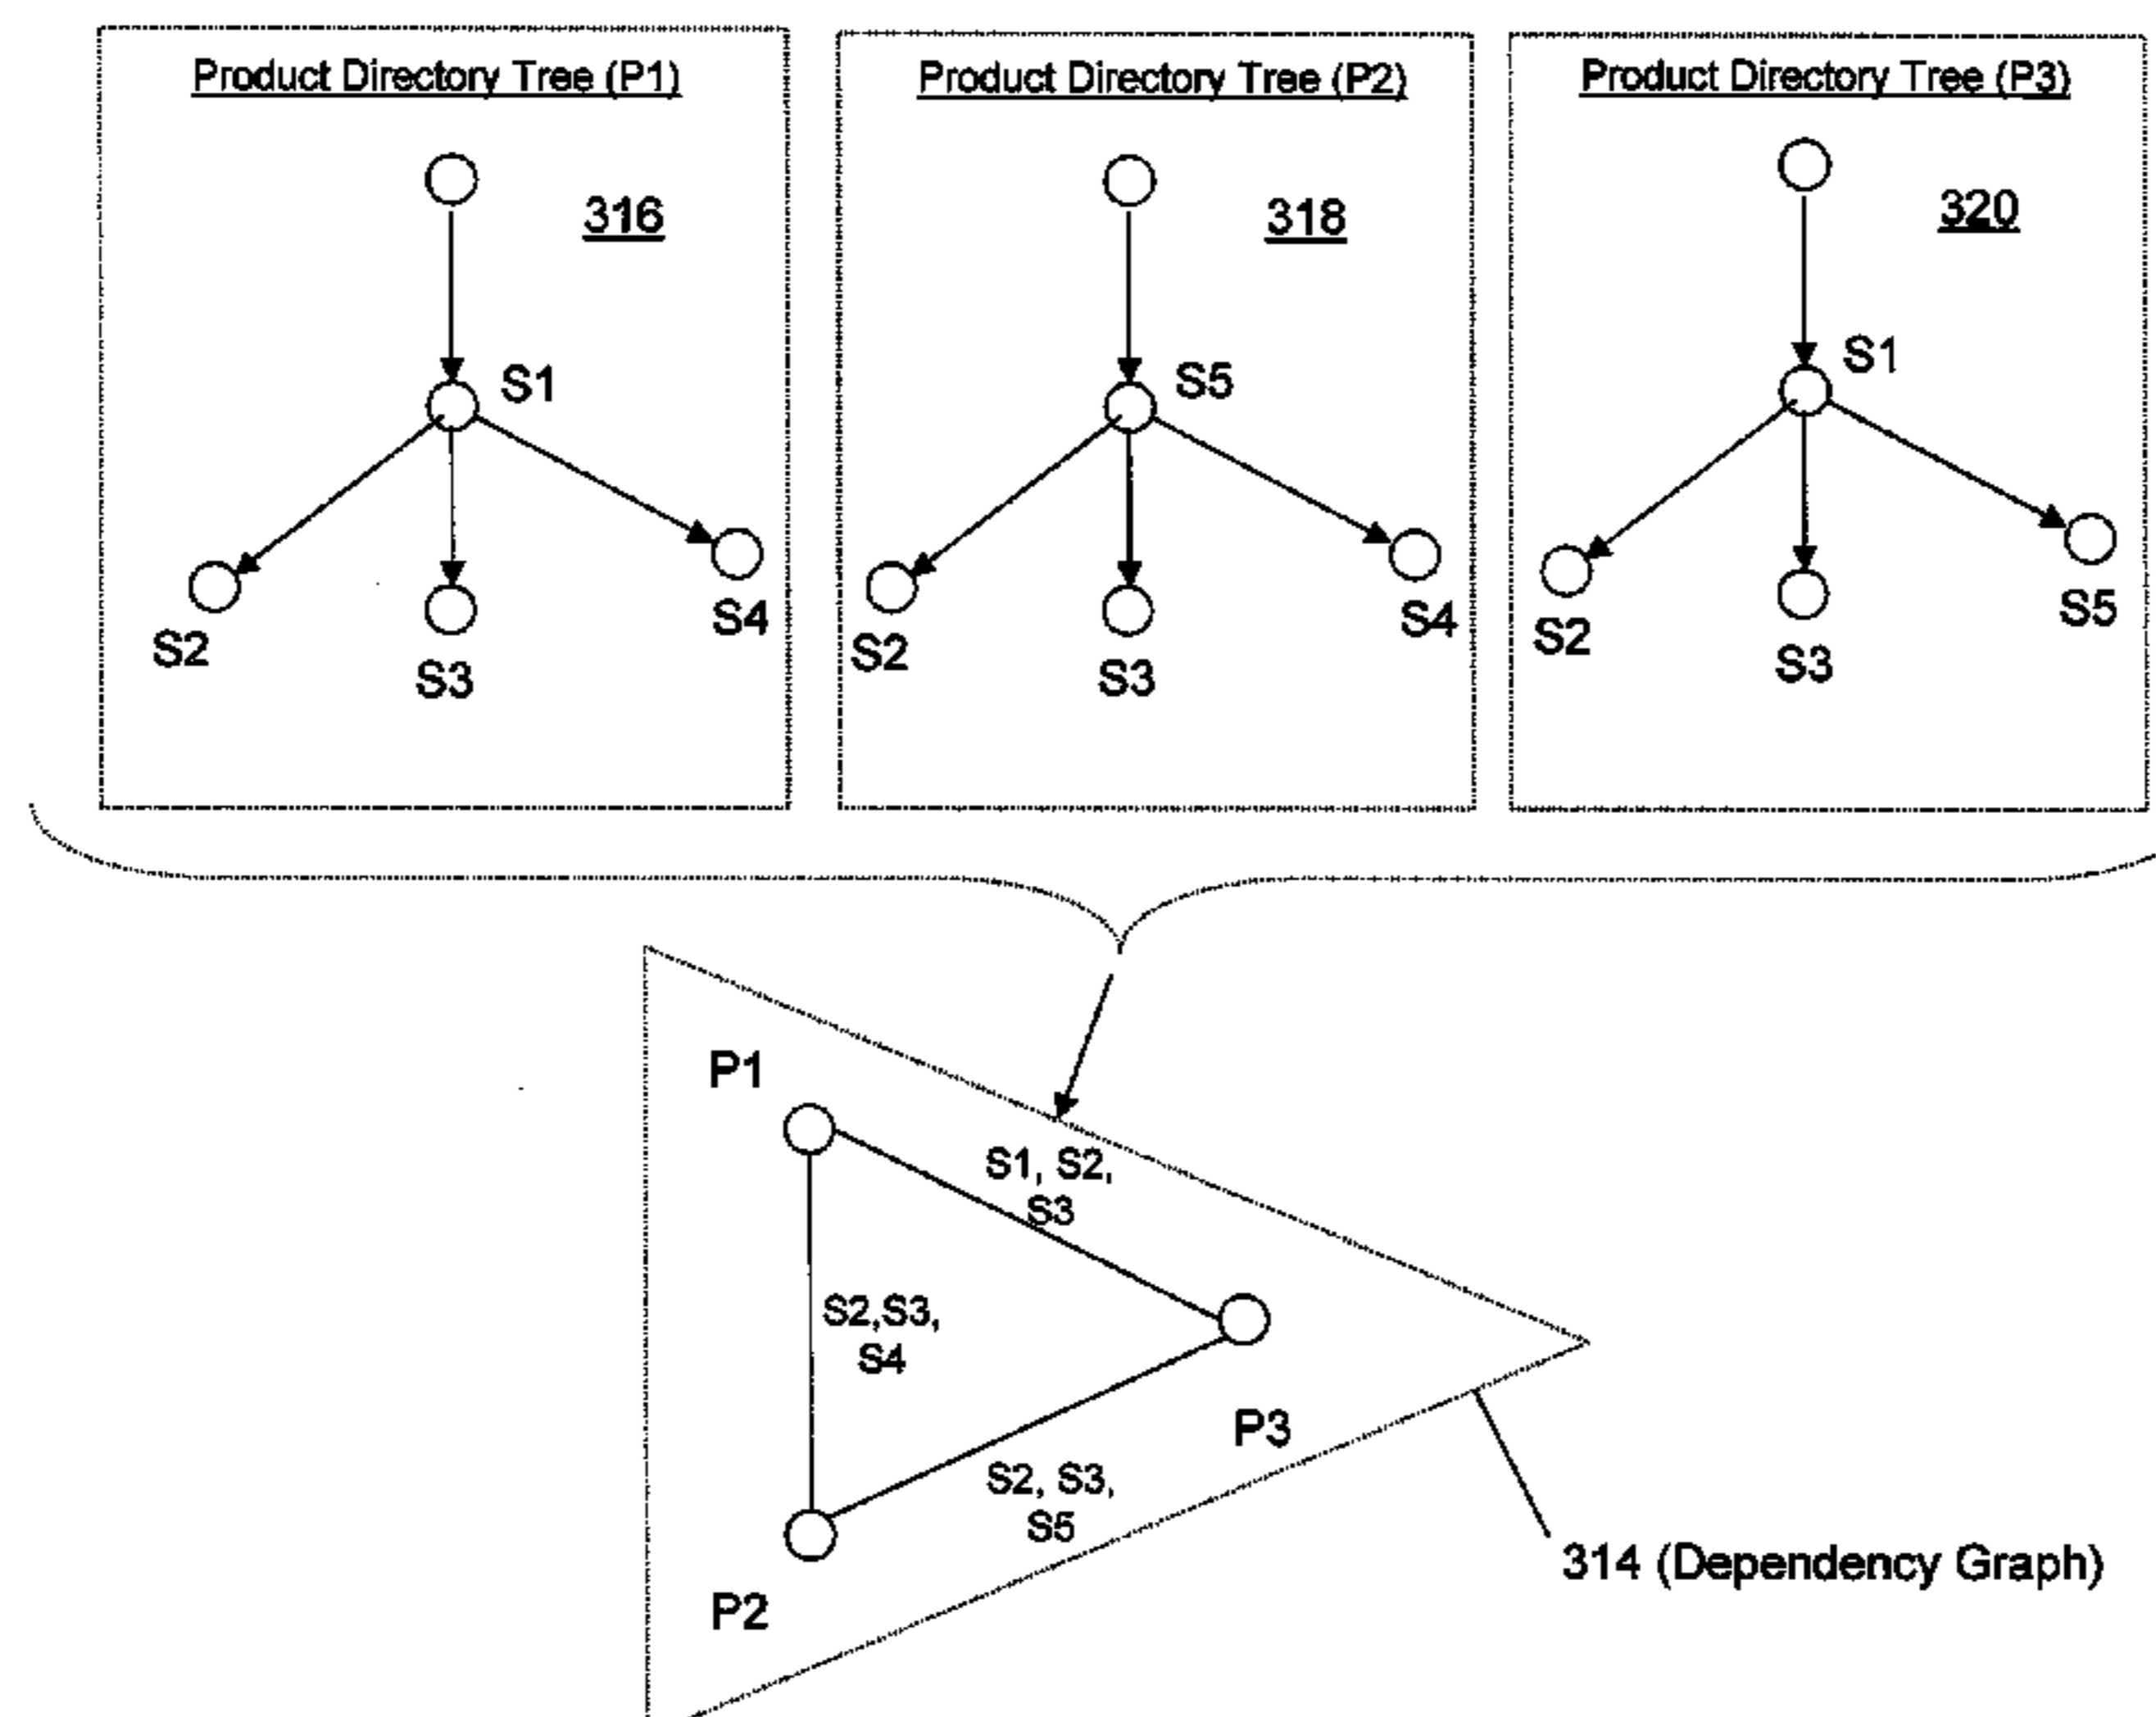 Product Directory Tree (P1)
316
S1
S2
S3
S4
Product Directory Tree (P2)
318
S5
S2
S3
S4
Product Directory Tree (P3)
320
S1
S2
S3
S5
P1
S1, S2,
S3
S2,S3,
S4
P3
S2, S3,
S5
P2
314 (Dependency Graph)